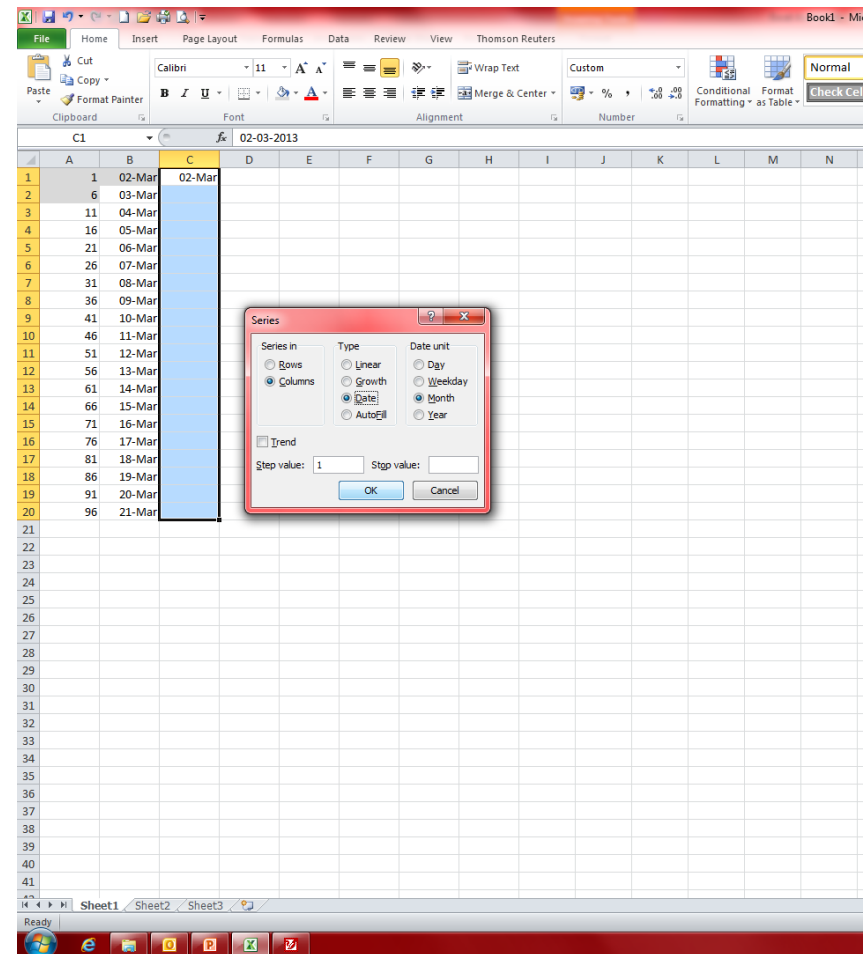 Book1 - Mi
File Home Insert Page Layout Formulas Data Review View Thomson Reuters
Paste
Cut
Copy
Format Painter
Clipboard
Calibri 11 A A
B I U A
Font
Wrap Text
Merge & Center
Alignment
Custom
% , .00 .0
Number
Conditional Formatting
Format as Table
Normal
Check Cel
C1 fx 02-03-2013
A B C D E F G H I J K L M N
1 1 02-Mar 02-Mar
2 6 03-Mar
3 11 04-Mar
4 16 05-Mar
5 21 06-Mar
6 26 07-Mar
7 31 08-Mar
8 36 09-Mar
9 41 10-Mar
10 46 11-Mar
11 51 12-Mar
12 56 13-Mar
13 61 14-Mar
14 66 15-Mar
15 71 16-Mar
16 76 17-Mar
17 81 18-Mar
18 86 19-Mar
19 91 20-Mar
20 96 21-Mar
21
22
23
24
25
26
27
28
29
30
31
32
33
34
35
36
37
38
39
40
41
Series
Series in Type Date unit
Rows Linear Day
Columns Growth Weekday
Date Month
AutoFill Year
Trend
Step value: 1 Stop value:
OK Cancel
Sheet1 Sheet2 Sheet3
Ready